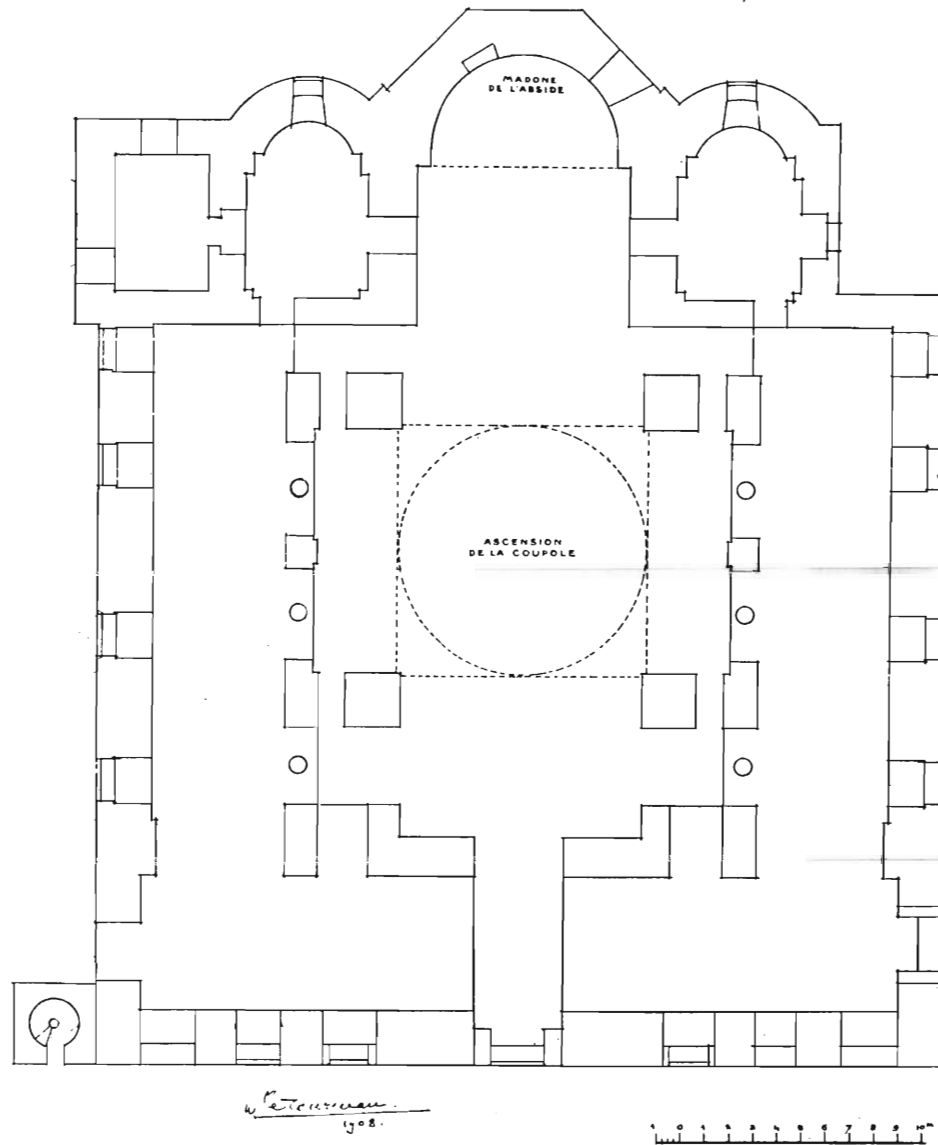 MADONE
DE L'ABSIDE
ASCENSION
DE LA COUPOLE
1908.
1 0 1 2 3 4 5 6 7 8 9 10m